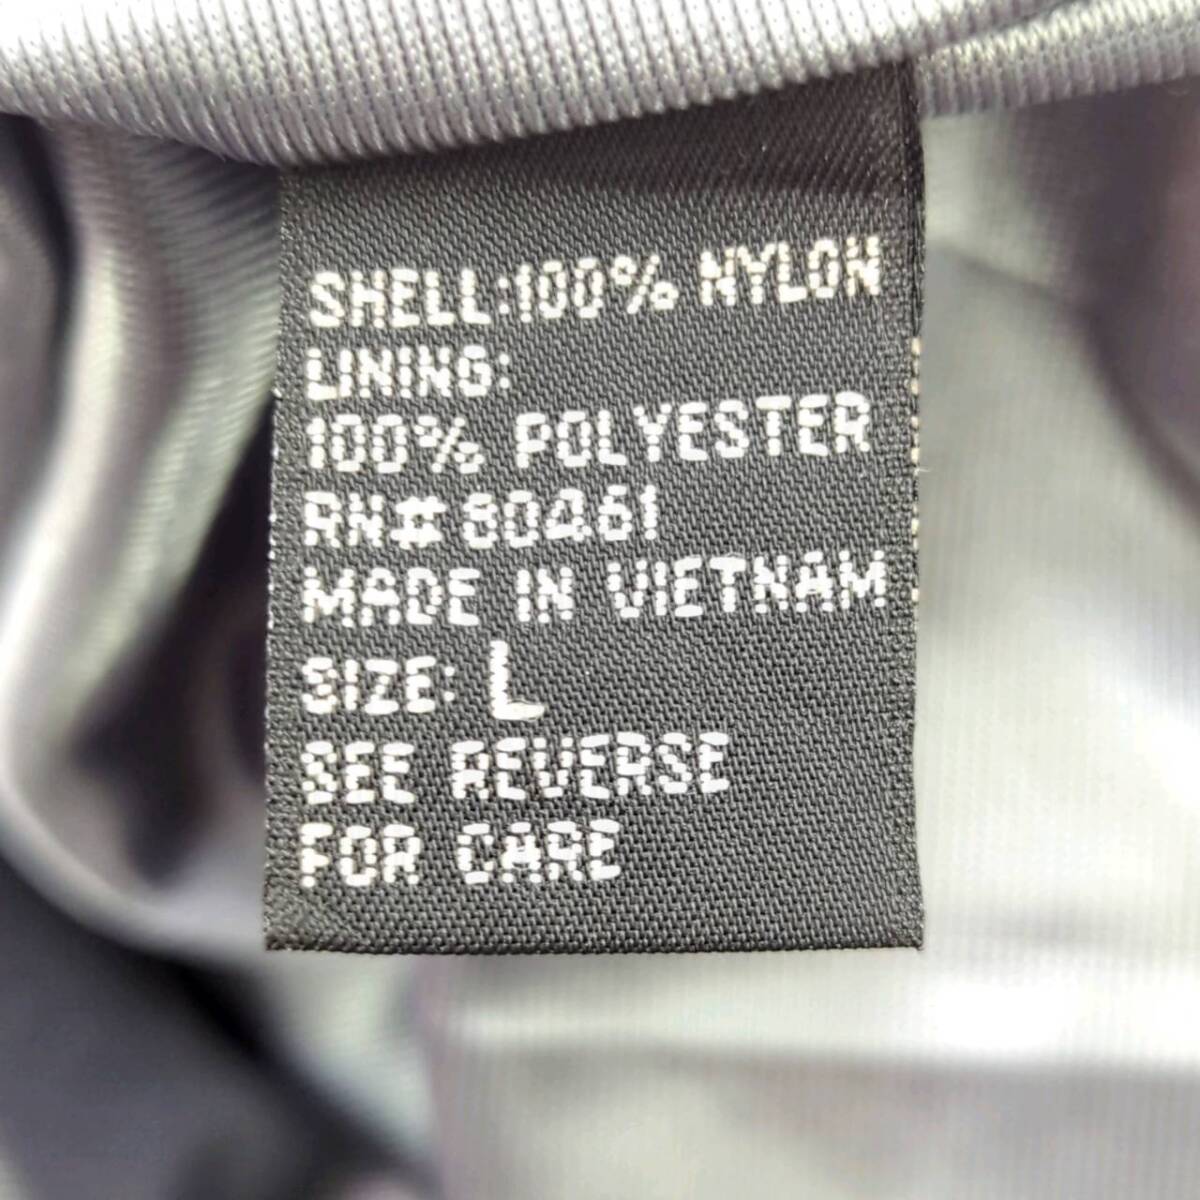 SHELL:100% NYLON
LINING:
100% POLYESTER
RN# 80461
MADE IN VIETNAM
SIZE: L
SEE REVERSE
FOR CARE